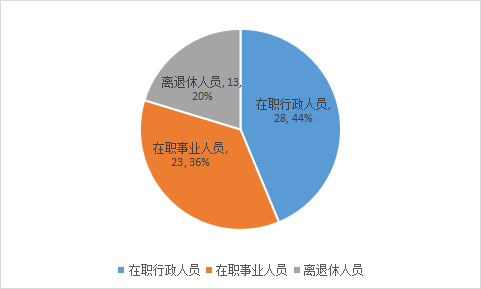 离退休人员, 13,
20%
在职行政人员,
28, 44%
在职事业人员,
23, 36%
在职行政人员 在职事业人员 离退休人员